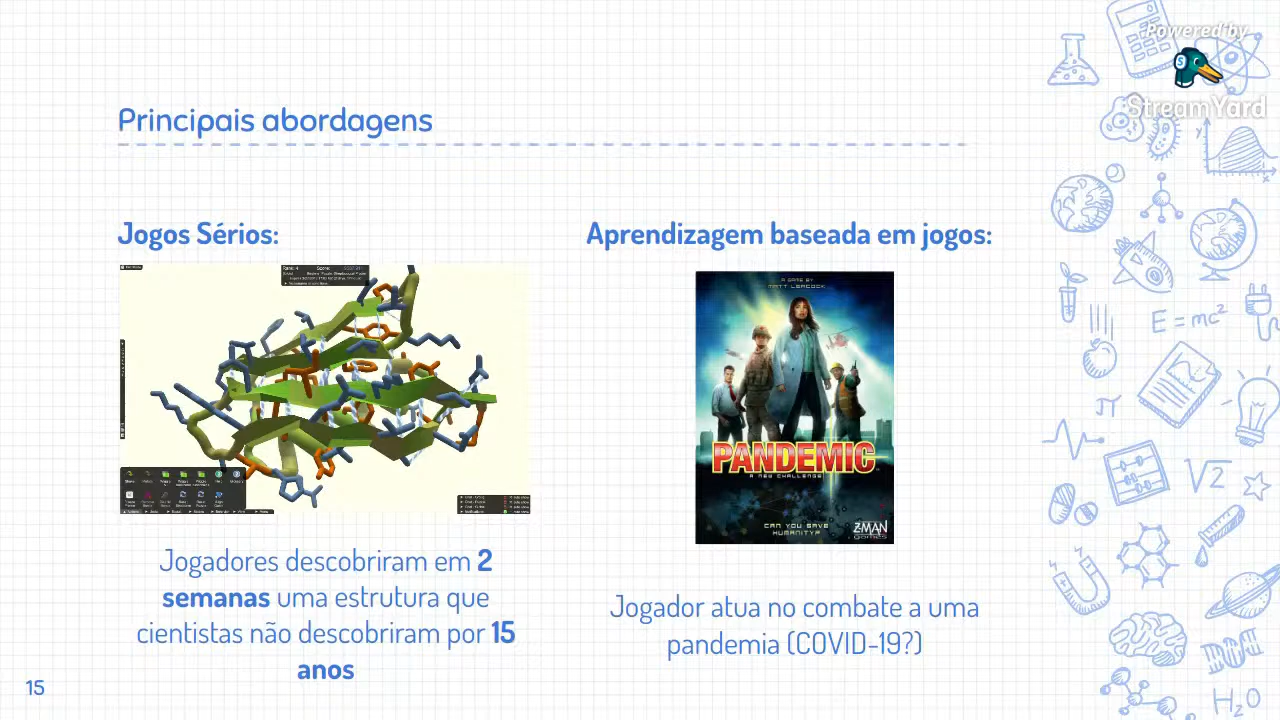 Powered by
StreamYard
Principais abordagens
Jogos Sérios:
Aprendizagem baseada em jogos:
A GAME BY
MATT LEACOCK
PANDEMIC
A NEW CHALLENGE
CAN YOU SAVE
HUMANITY?
ZMAN
GAMES
Jogadores descobriram em 2
semanas uma estrutura que
cientistas não descobriram por 15
anos
Jogador atua no combate a uma
pandemia (COVID-19?)
15
y
x
E=mc²
π
√2
H₂O